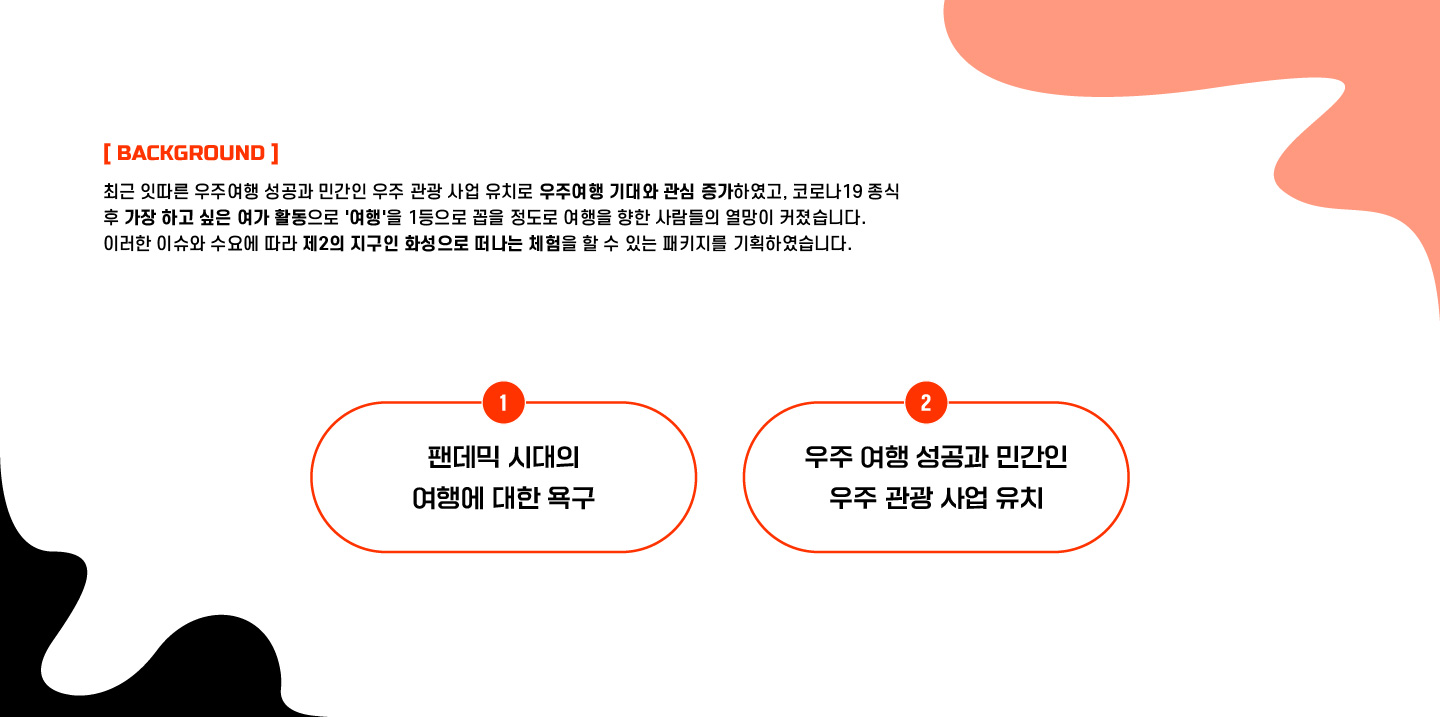 [ BACKGROUND ]
최근 잇따른 우주여행 성공과 민간인 우주 관광 사업 유치로 우주여행 기대와 관심 증가하였고, 코로나19 종식
후 가장 하고 싶은 여가 활동으로 '여행'을 1등으로 꼽을 정도로 여행을 향한 사람들의 열망이 커졌습니다.
이러한 이슈와 수요에 따라 제2의 지구인 화성으로 떠나는 체험을 할 수 있는 패키지를 기획하였습니다.
1
팬데믹 시대의
여행에 대한 욕구
2
우주 여행 성공과 민간인
우주 관광 사업 유치